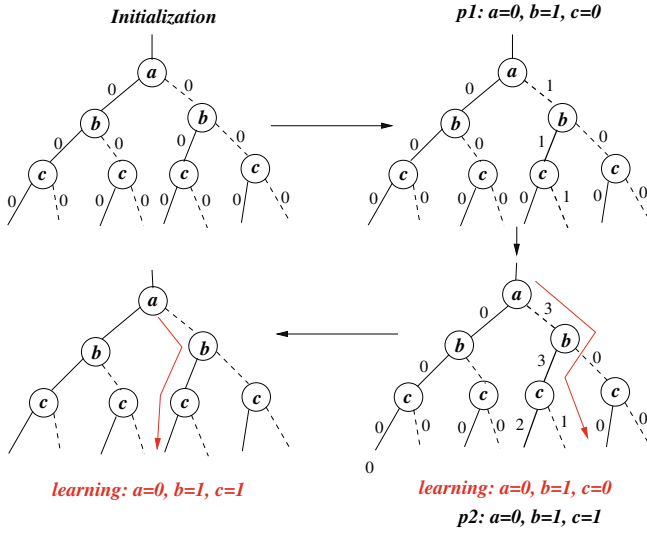 Initialization
p1: a=0, b=1, c=0
a
0 0
b b
0 0 0 0
c c c c
0 0 0 0 0 0 0 0
a
0 1
b b
0 0 1 0
c c c c
0 0 0 0 0 1 0 0
a
b b
c c c c
learning: a=0, b=1, c=1
a
0 3
b b
0 0 3 0
c c c c
0 0 0 0 2 1 0 0
learning: a=0, b=1, c=0
p2: a=0, b=1, c=1